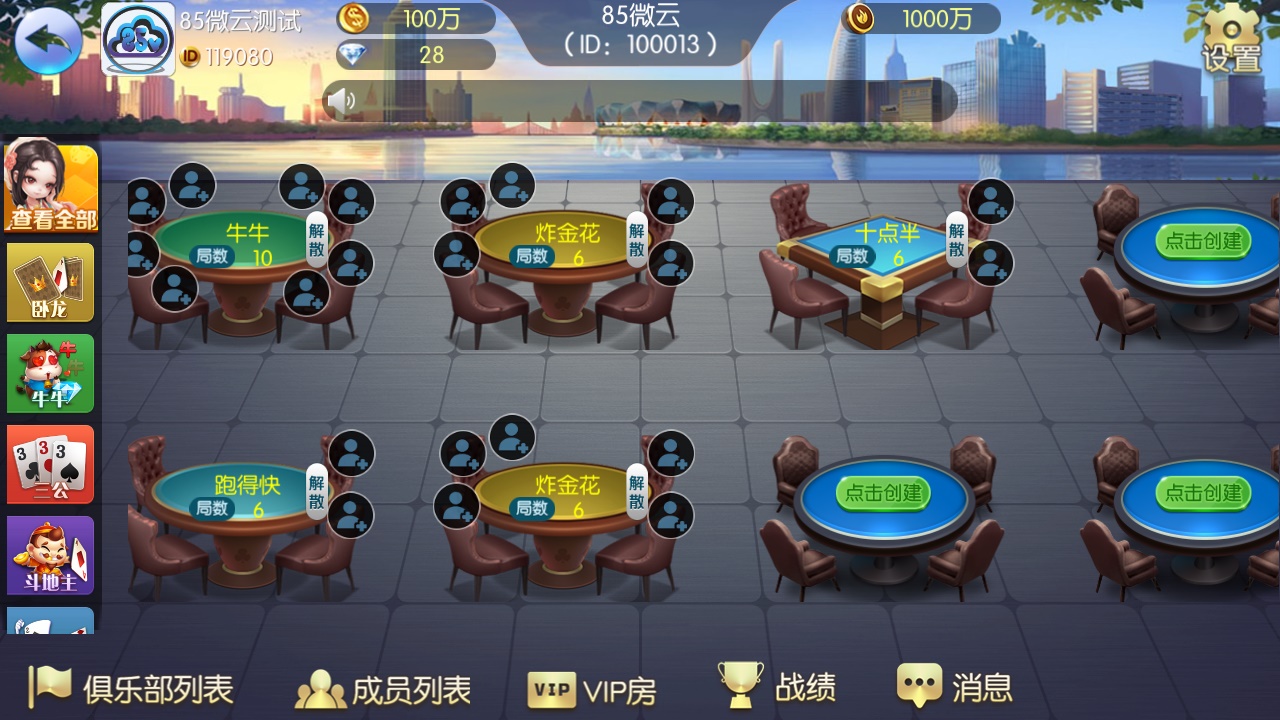 85微云测试
ID 119080
100万
28
85微云
（ID：100013 ）
1000万
设置
查看全部
卧龙
牛牛
三公
斗地主
牛牛
局数 10
解散
炸金花
局数 6
解散
十点半
局数 6
解散
点击创建
跑得快
局数 6
解散
炸金花
局数 6
解散
点击创建
点击创建
俱乐部列表
成员列表
VIP VIP房
战绩
消息